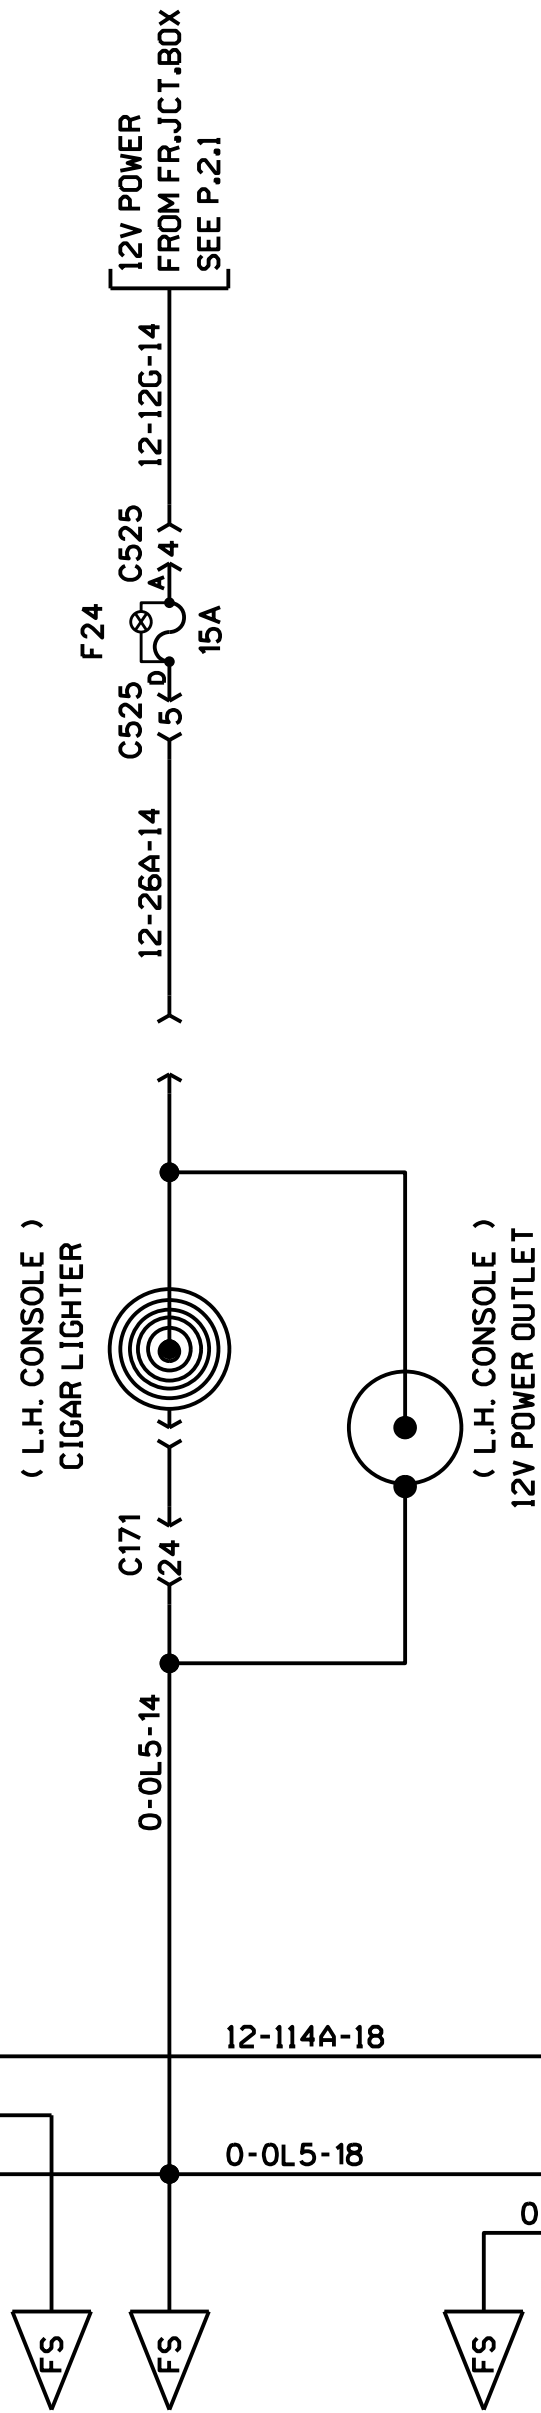 12V POWER
FROM FR.JCT.BOX
SEE P.2.1
12-12G-14
C525
4
A
F24
15A
D
C525
5
12-26A-14
( L.H. CONSOLE )
CIGAR LIGHTER
( L.H. CONSOLE )
12V POWER OUTLET
C171
24
0-0L5-14
12-114A-18
0-0L5-18
0
FS
FS
FS